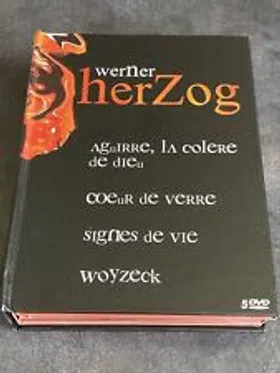 werner
herZog
AguiRRE, LA COLERE
de DIEu
COEuR de VERRE
SIgNES de VIE
WOyZECK
5 DVD